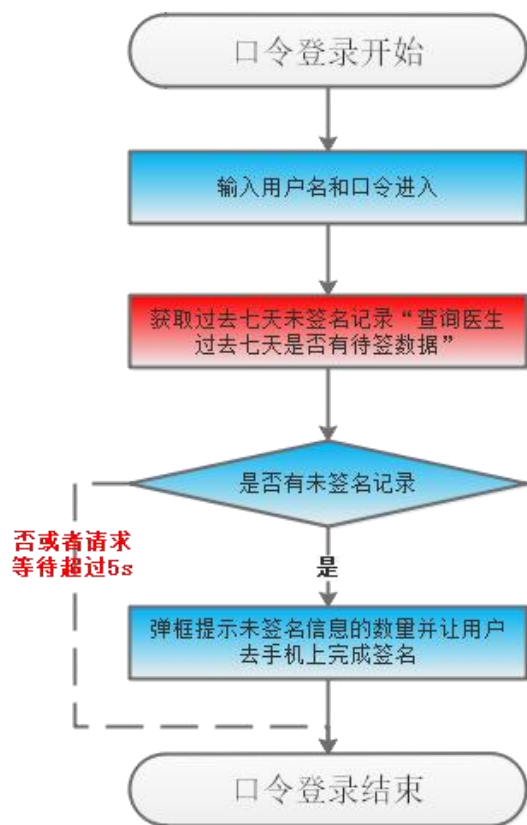 口令登录开始
输入用户名和口令进入
获取过去七天未签名记录“查询医生
过去七天是否有待签数据”
是否有未签名记录
否或者请求
等待超过5s
是
弹框提示未签名信息的数量并让用户
去手机上完成签名
口令登录结束